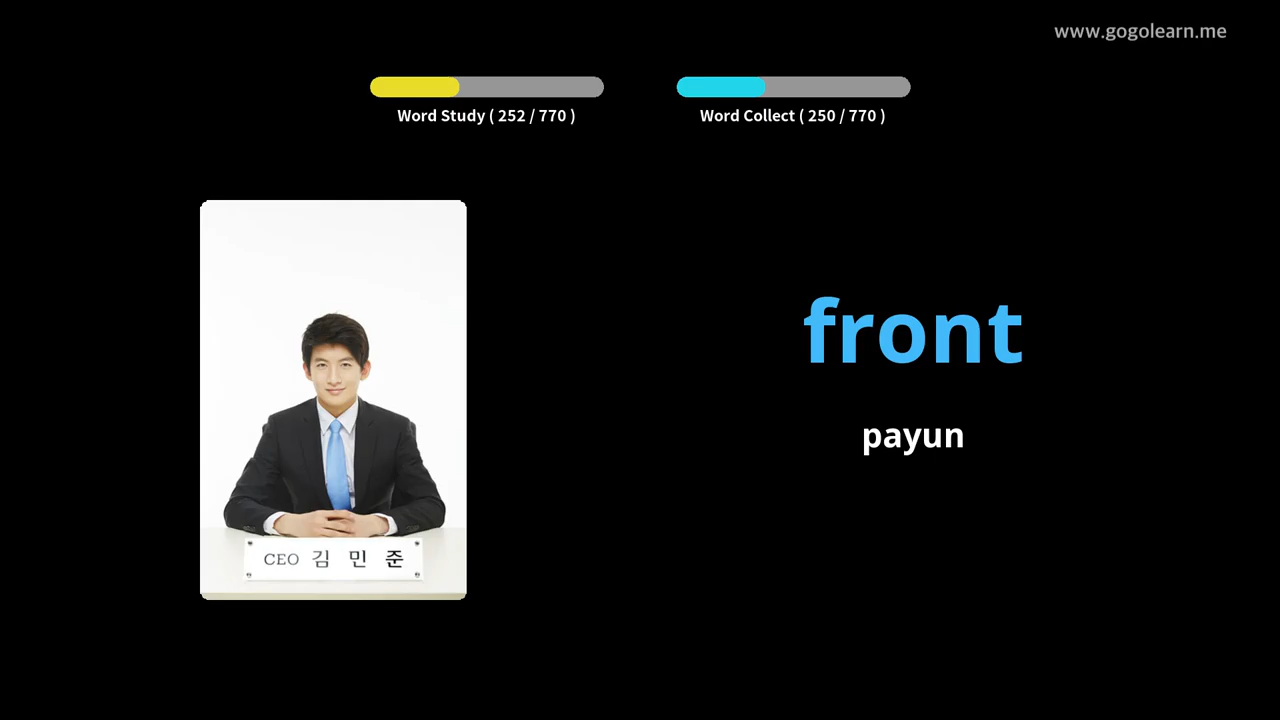 www.gogolearn.me
Word Study ( 252 / 770 )
Word Collect ( 250 / 770 )
front
payun
CEO 김 민 준